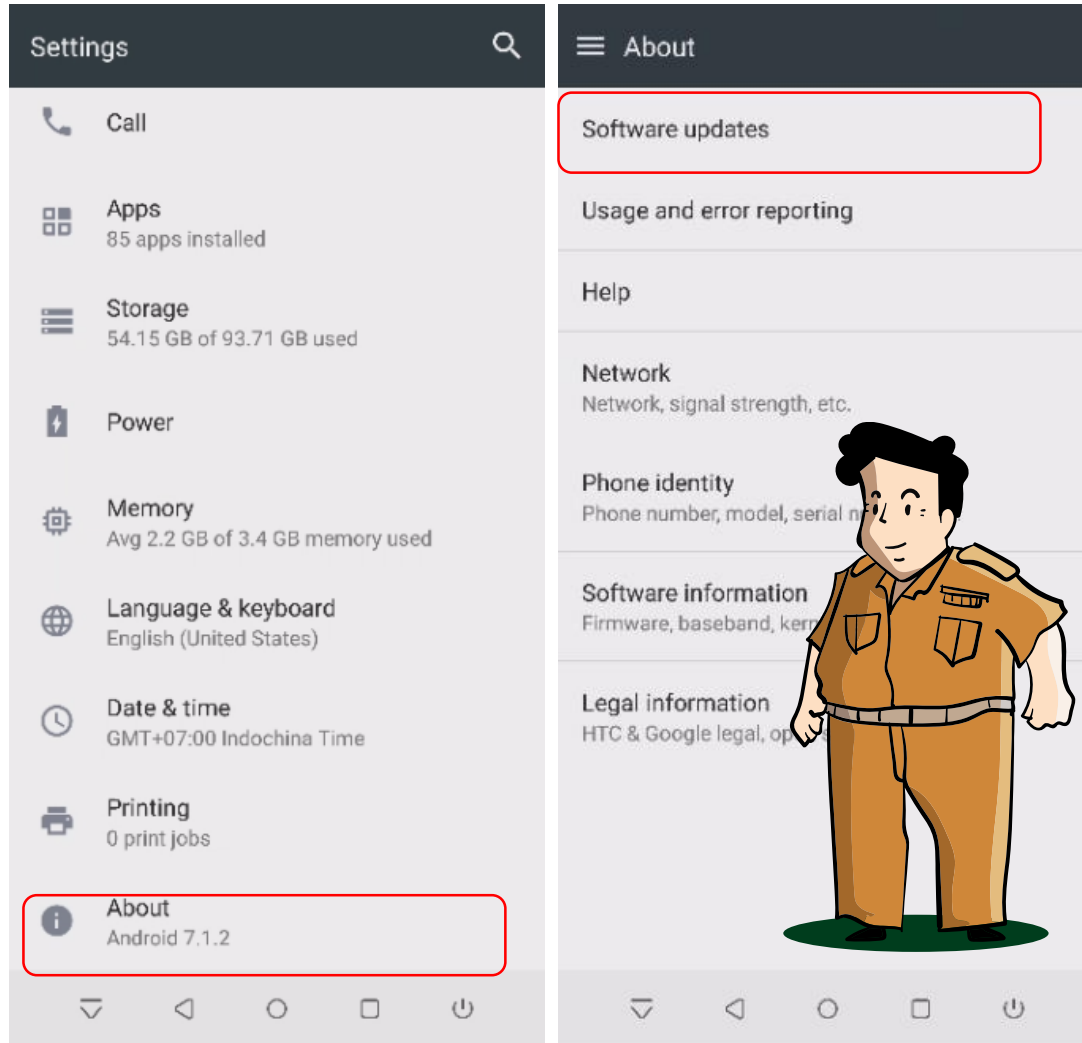 Settings
Call
Apps
85 apps installed
Storage
54.15 GB of 93.71 GB used
Power
Memory
Avg 2.2 GB of 3.4 GB memory used
Language & keyboard
English (United States)
Date & time
GMT+07:00 Indochina Time
Printing
0 print jobs
About
Android 7.1.2
About
Software updates
Usage and error reporting
Help
Network
Network, signal strength, etc.
Phone identity
Phone number, model, serial
Software information
Firmware, baseband,
Legal information
HTC & Google legal,